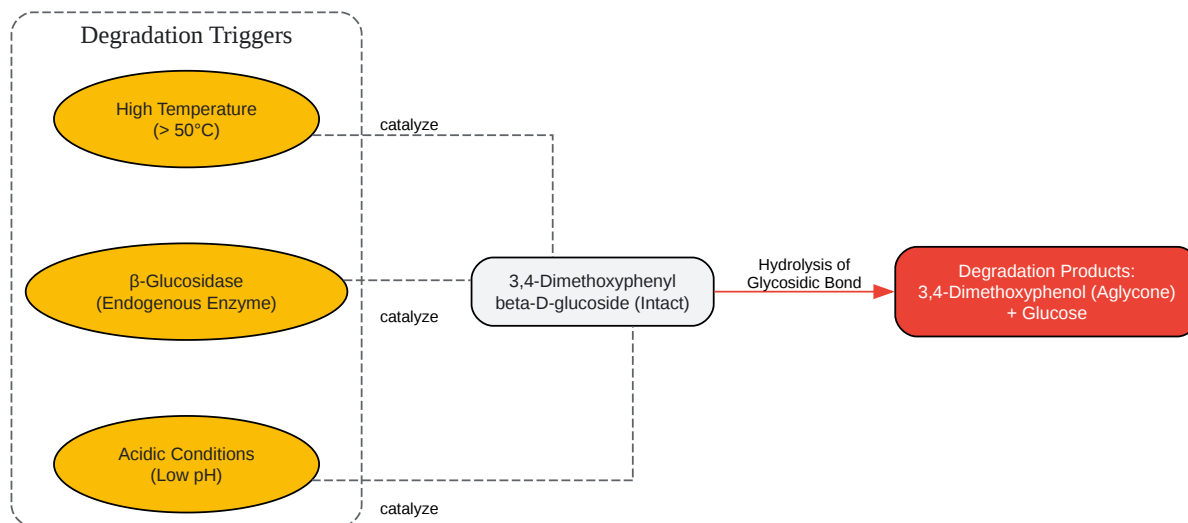 Degradation Triggers
High Temperature
(> 50°C)
catalyze
β-Glucosidase
(Endogenous Enzyme)
catalyze
Acidic Conditions
(Low pH)
catalyze
3,4-Dimethoxyphenyl
beta-D-glucoside (Intact)
Hydrolysis of
Glycosidic Bond
Degradation Products:
3,4-Dimethoxyphenol (Aglycone)
+ Glucose